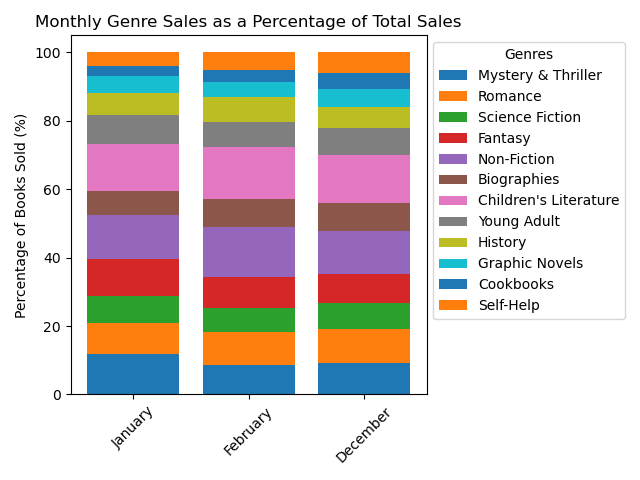 Monthly Genre Sales as a Percentage of Total Sales
Percentage of Books Sold (%)
100
80
60
40
20
0
January
February
December
Genres
Mystery & Thriller
Romance
Science Fiction
Fantasy
Non-Fiction
Biographies
Children's Literature
Young Adult
History
Graphic Novels
Cookbooks
Self-Help